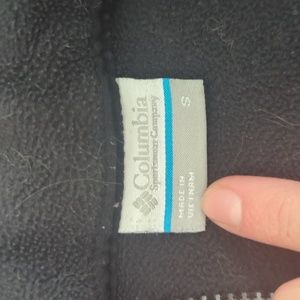 Columbia
Sportswear Company
S
MADE IN
VIETNAM